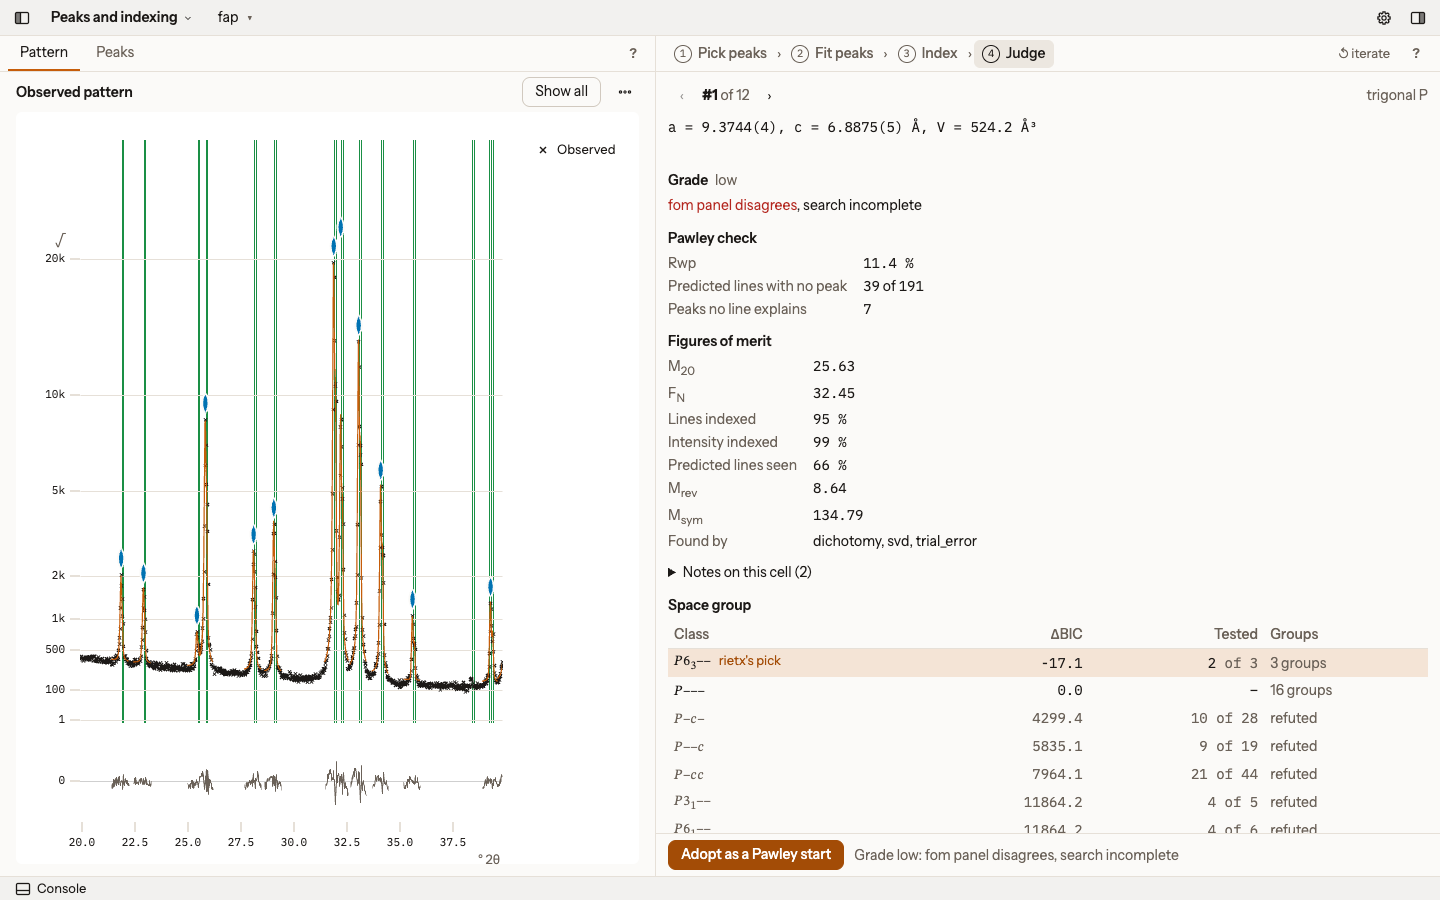 Peaks and indexing fap
Pattern Peaks ?
1 Pick peaks › 2 Fit peaks › 3 Index › 4 Judge iterate ?
Observed pattern Show all •••
× Observed
√
20k
10k
5k
2k
1k
500
100
1
0
20.0 22.5 25.0 27.5 30.0 32.5 35.0 37.5
°2θ
‹ #1 of 12 › trigonal P
a = 9.3744(4), c = 6.8875(5) Å, V = 524.2 Å³
Grade low
fom panel disagrees, search incomplete
Pawley check
Rwp 11.4 %
Predicted lines with no peak 39 of 191
Peaks no line explains 7
Figures of merit
M20 25.63
FN 32.45
Lines indexed 95 %
Intensity indexed 99 %
Predicted lines seen 66 %
Mrev 8.64
Msym 134.79
Found by dichotomy, svd, trial_error
▶ Notes on this cell (2)
Space group
Class ΔBIC Tested Groups
P6₃−− rietx's pick -17.1 2 of 3 3 groups
P−−− 0.0 − 16 groups
P−c− 4299.4 10 of 28 refuted
P−−c 5835.1 9 of 19 refuted
P−cc 7964.1 21 of 44 refuted
P3₁−− 11864.2 4 of 5 refuted
P6₁−− 11864.2 4 of 6 refuted
Adopt as a Pawley start Grade low: fom panel disagrees, search incomplete
Console